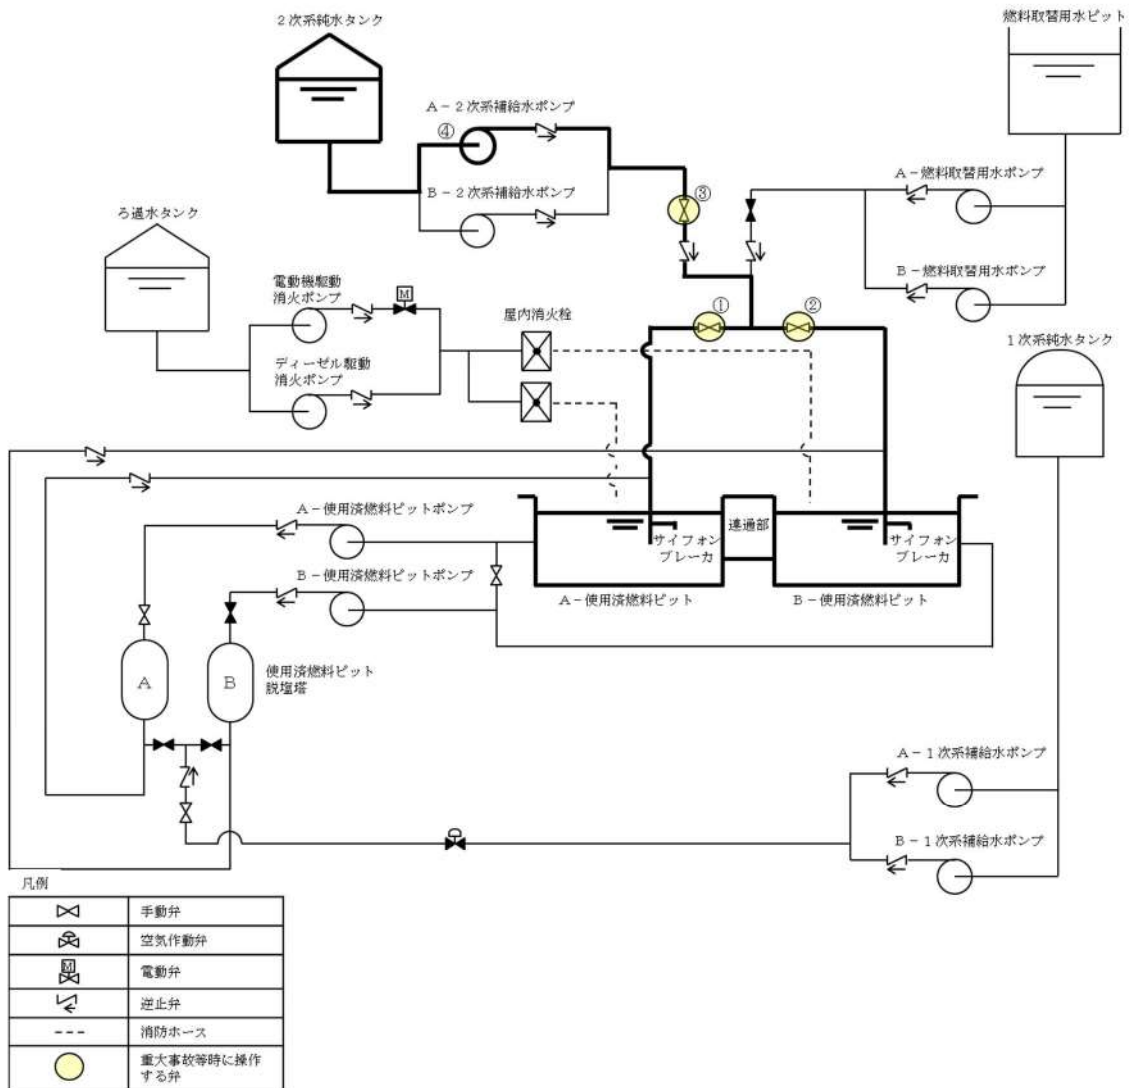 2次系純水タンク
燃料取替用水ピット
A-2次系補給水ポンプ
④
B-2次系補給水ポンプ
③
A-燃料取替用水ポンプ
B-燃料取替用水ポンプ
ろ過水タンク
電動機駆動
消火ポンプ
M
屋内消火栓
①
②
1次系純水タンク
ディーゼル駆動
消火ポンプ
A-使用済燃料ピットポンプ
連通部
サイフォン
ブレーカ
サイフォン
ブレーカ
B-使用済燃料ピットポンプ
A-使用済燃料ピット
B-使用済燃料ピット
A
B
使用済燃料ピット
脱塩塔
A-1次系補給水ポンプ
B-1次系補給水ポンプ
凡例
手動弁
空気作動弁
M
電動弁
逆止弁
消防ホース
重大事故等時に操作
する弁